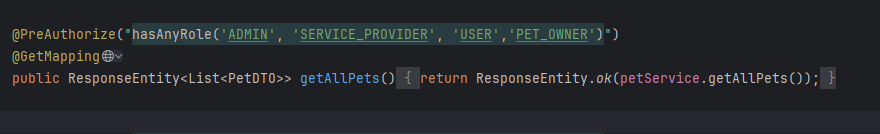 @PreAuthorize("hasAnyRole('ADMIN', 'SERVICE_PROVIDER', 'USER','PET_OWNER')")
@GetMapping
public ResponseEntity<List<PetDTO>> getAllPets() { return ResponseEntity.ok(petService.getAllPets()); }